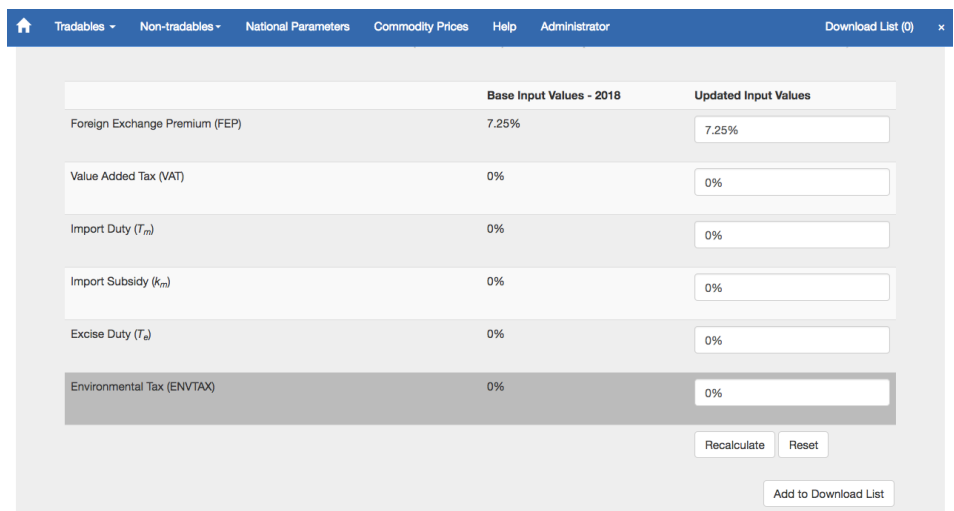 Tradables Non-tradables National Parameters Commodity Prices Help Administrator Download List (0) ×
Base Input Values - 2018 Updated Input Values
Foreign Exchange Premium (FEP) 7.25% 7.25%
Value Added Tax (VAT) 0% 0%
Import Duty (Tm) 0% 0%
Import Subsidy (km) 0% 0%
Excise Duty (Te) 0% 0%
Environmental Tax (ENVTAX) 0% 0%
Recalculate Reset
Add to Download List